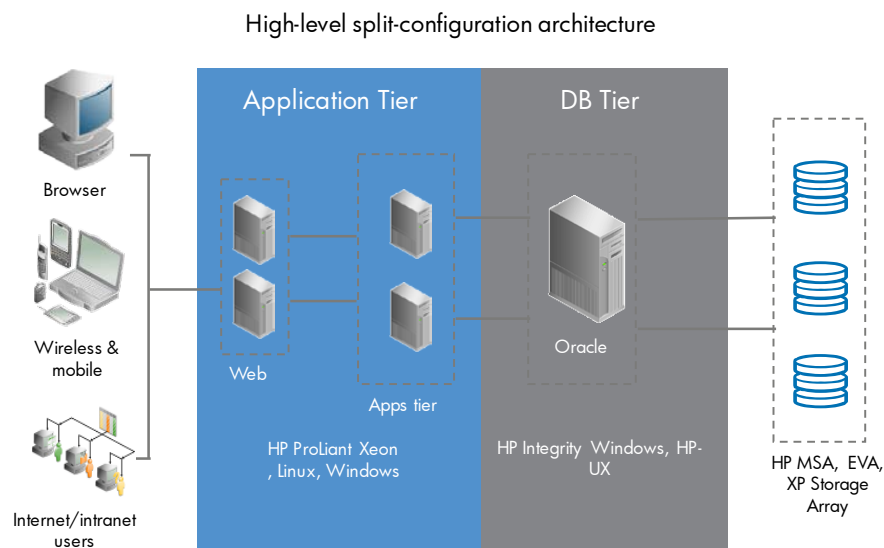 High-level split-configuration architecture
Application Tier
DB Tier
Browser
Wireless &
mobile
Internet/intranet
users
Web
Apps tier
HP ProLiant Xeon
, Linux, Windows
Oracle
HP Integrity Windows, HP-
UX
HP MSA, EVA,
XP Storage
Array